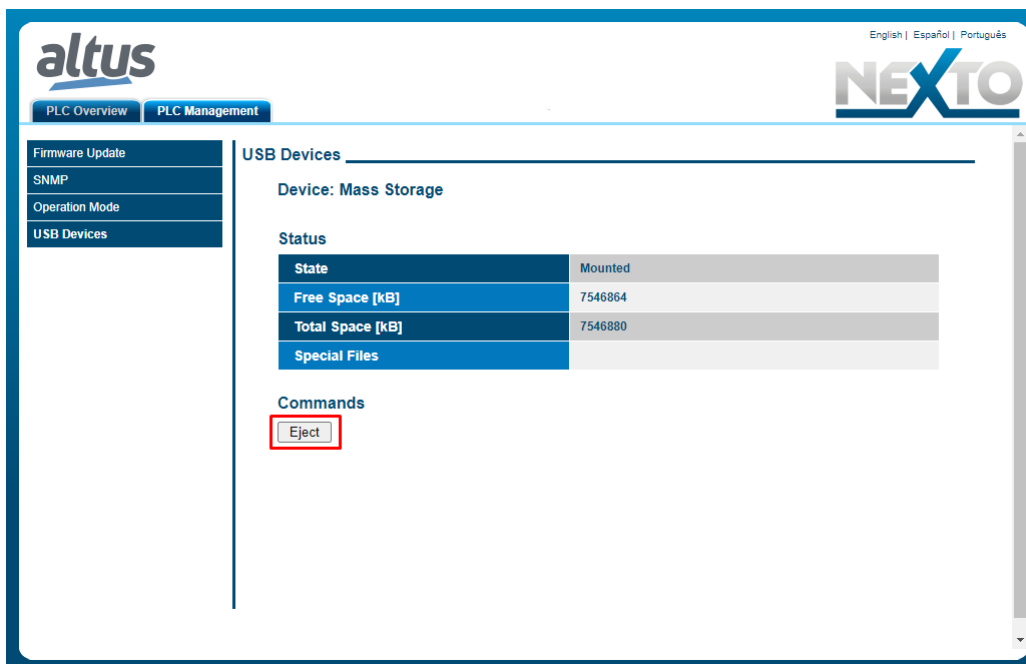 English | Español | Português
altus
NEXTO
PLC Overview PLC Management
Firmware Update
SNMP
Operation Mode
USB Devices
USB Devices
Device: Mass Storage
Status
State Mounted
Free Space [kB] 7546864
Total Space [kB] 7546880
Special Files
Commands
Eject